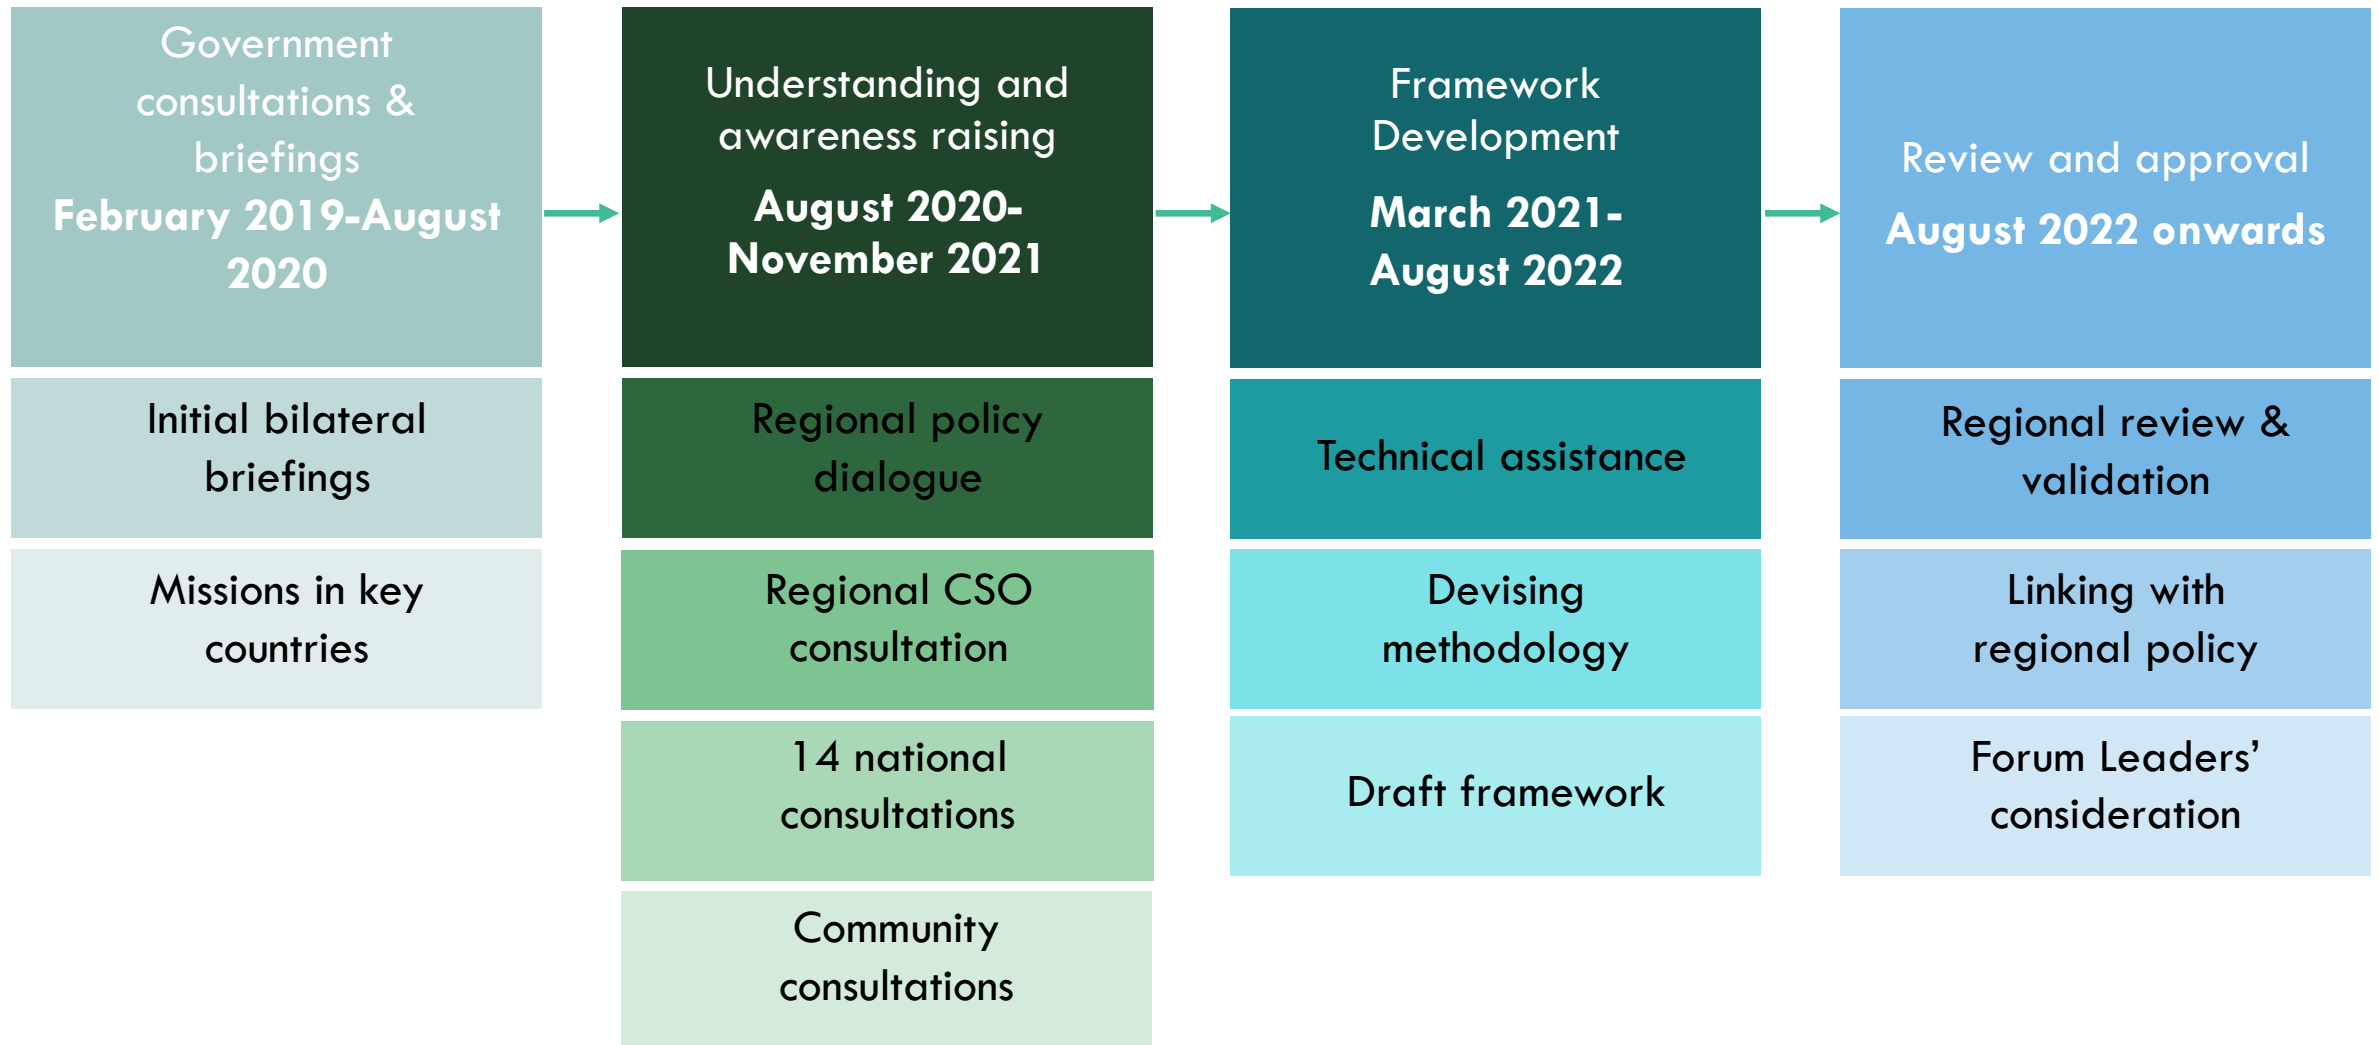 Government
consultations &
briefings
February 2019-August
2020
Initial bilateral
briefings
Missions in key
countries
Understanding and
awareness raising
August 2020-
November 2021
Regional policy
dialogue
Regional CSO
consultation
14 national
consultations
Community
consultations
Framework
Development
March 2021-
August 2022
Technical assistance
Devising
methodology
Draft framework
Review and approval
August 2022 onwards
Regional review &
validation
Linking with
regional policy
Forum Leaders’
consideration